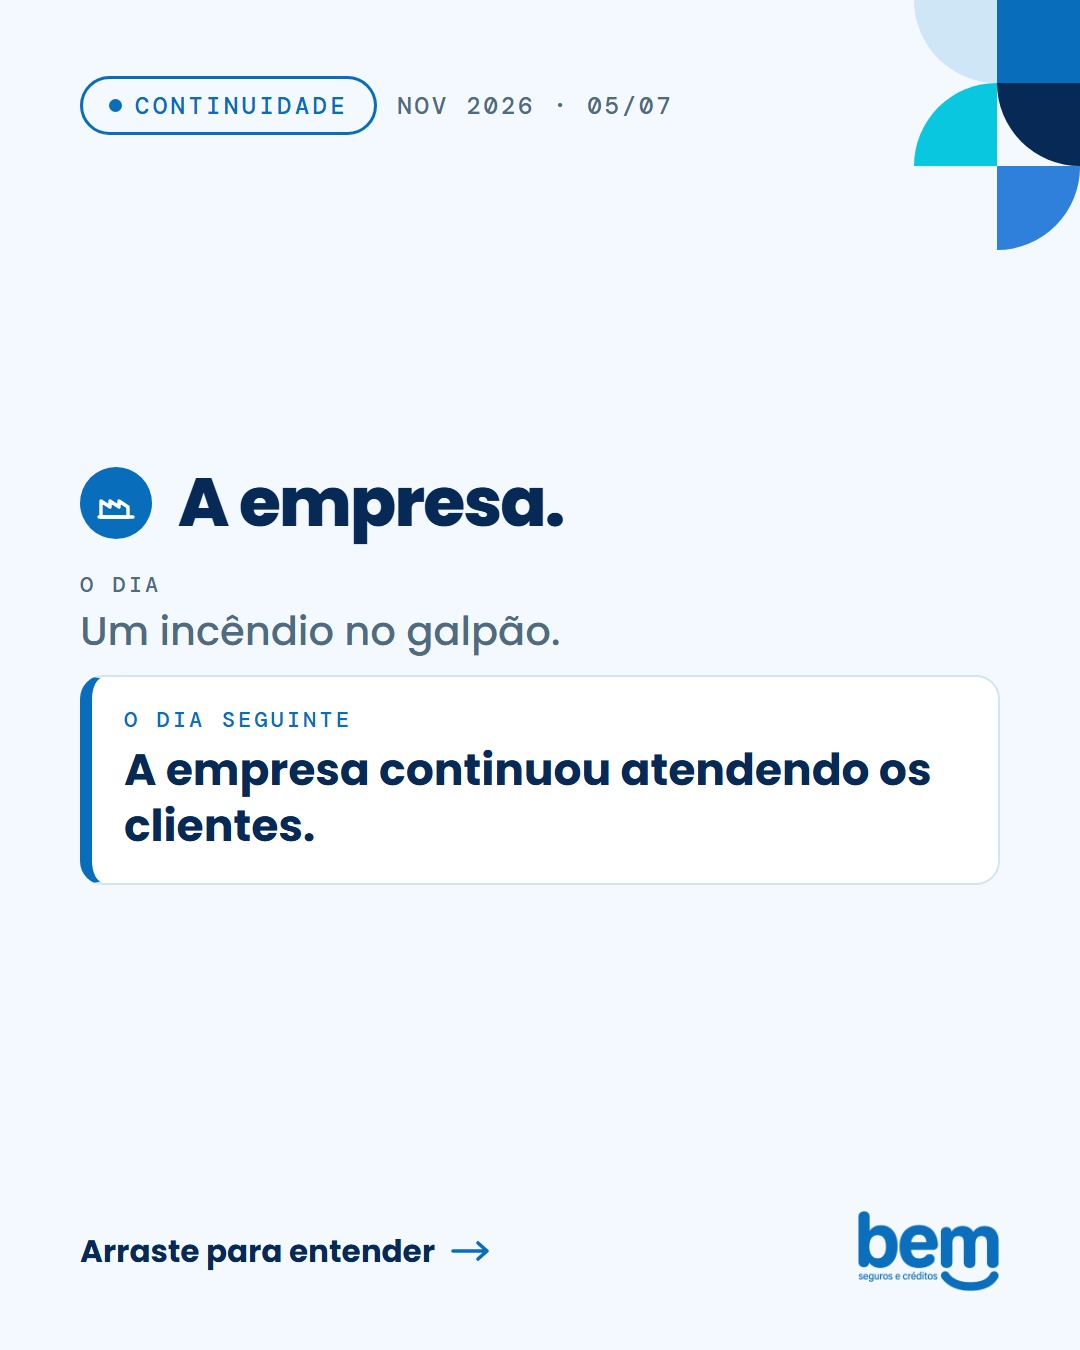 CONTINUIDADE
NOV 2026 · 05/07
A empresa.
O DIA
Um incêndio no galpão.
O DIA SEGUINTE
A empresa continuou atendendo os
clientes.
Arraste para entender →
bem
seguros e créditos